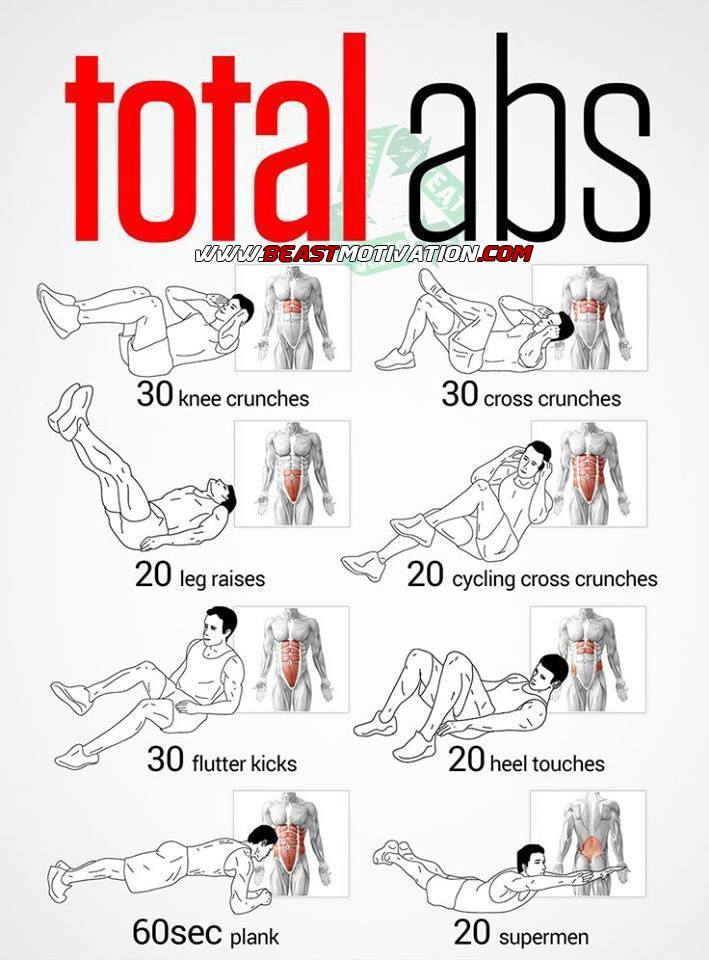 total abs
WWW.BEASTMOTIVATION.COM
30 knee crunches
30 cross crunches
20 leg raises
20 cycling cross crunches
30 flutter kicks
20 heel touches
60sec plank
20 supermen